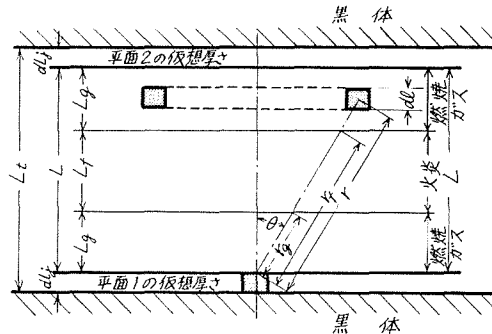 黒体
平面2の仮想厚さ
dLj
Lg
dl
燃焼ガス
Lt
L
Lf
火炎
L
rf
r
θ
rg
Lg
燃焼ガス
平面1の仮想厚さ
dLj
黒体